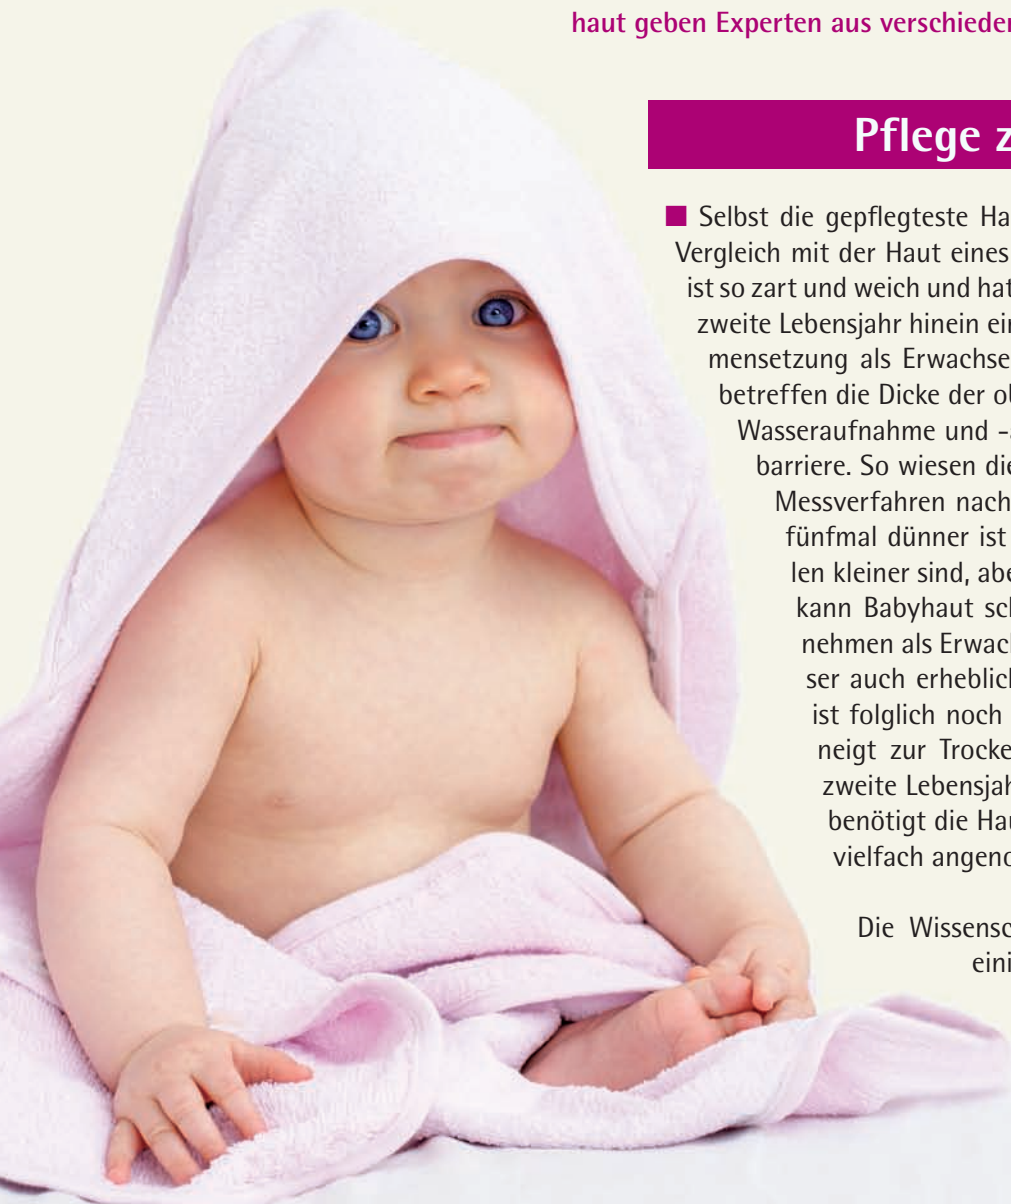 haut geben Experten aus verschieden
Pflege z
■ Selbst die gepflegteste Ha
Vergleich mit der Haut eines
ist so zart und weich und hat
zweite Lebensjahr hinein ein
mensetzung als Erwachse
betreffen die Dicke der ob
Wasseraufnahme und -a
barriere. So wiesen die
Messverfahren nach
fünfmal dünner ist
len kleiner sind, abe
kann Babyhaut sch
nehmen als Erwach
ser auch erheblich
ist folglich noch
neigt zur Trocke
zweite Lebensjah
benötigt die Hau
vielfach angeno
Die Wissensc
eini